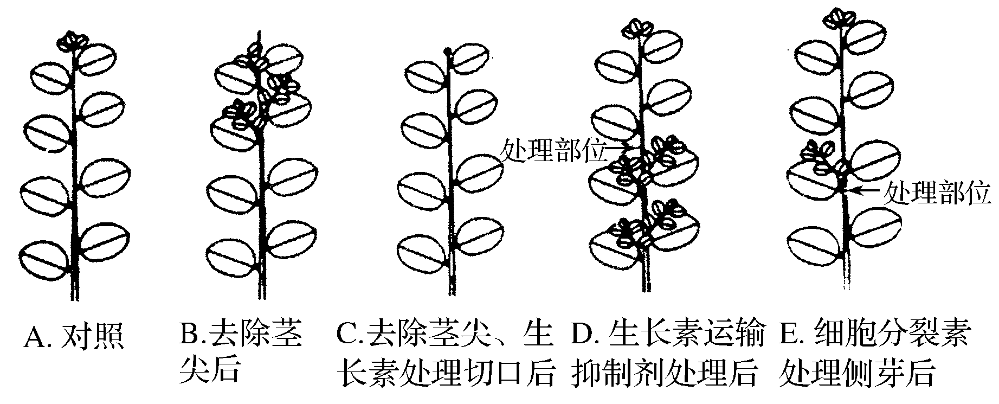 处理部位
处理部位
A. 对照
B.去除茎
尖后
C.去除茎尖、生
长素处理切口后
D. 生长素运输
抑制剂处理后
E. 细胞分裂素
处理侧芽后